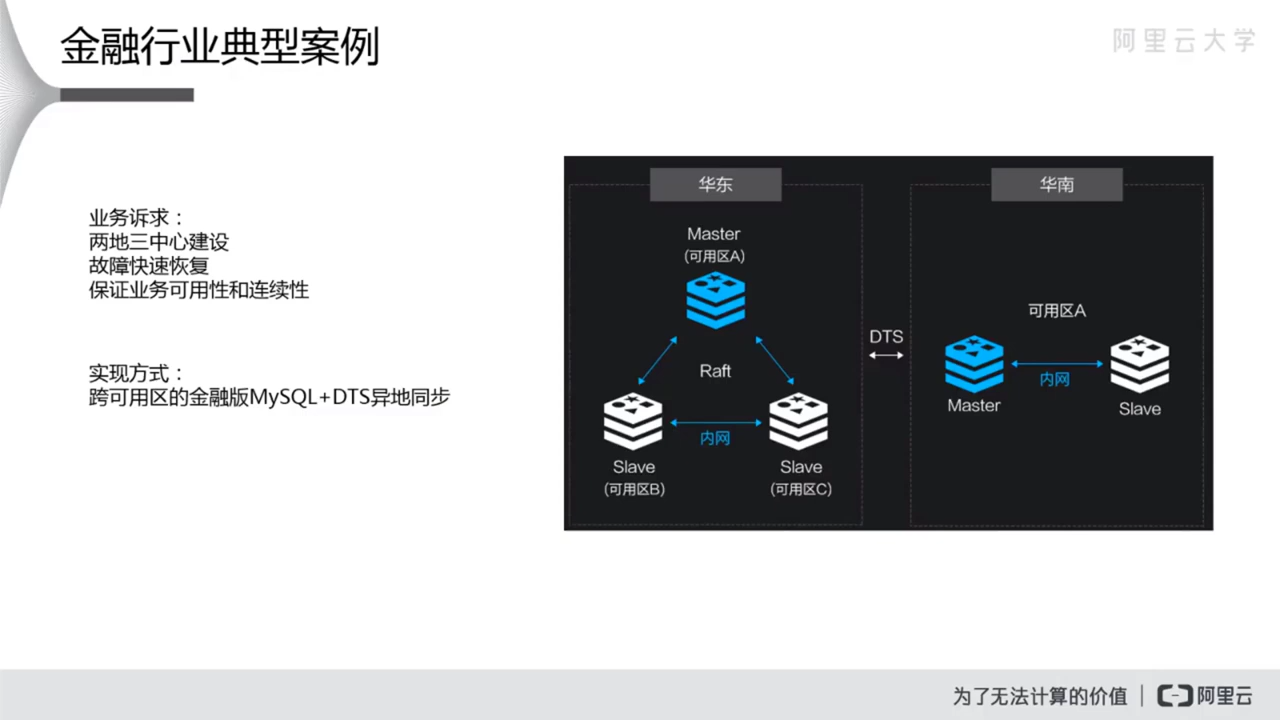 金融行业典型案例
阿里云大学
业务诉求：
两地三中心建设
故障快速恢复
保证业务可用性和连续性
实现方式：
跨可用区的金融版MySQL+DTS异地同步
华东
Master
(可用区A)
Raft
内网
Slave
(可用区B)
Slave
(可用区C)
DTS
华南
可用区A
内网
Master
Slave
为了无法计算的价值 | 阿里云